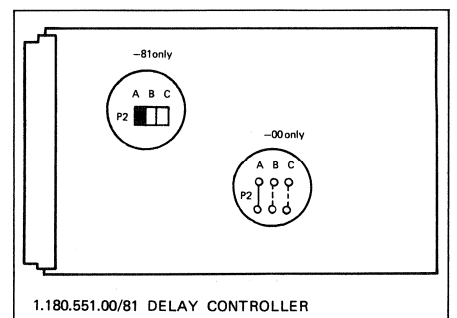 –81only
A B C
P2
–00only
A B C
P2
1.180.551.00/81 DELAY CONTROLLER